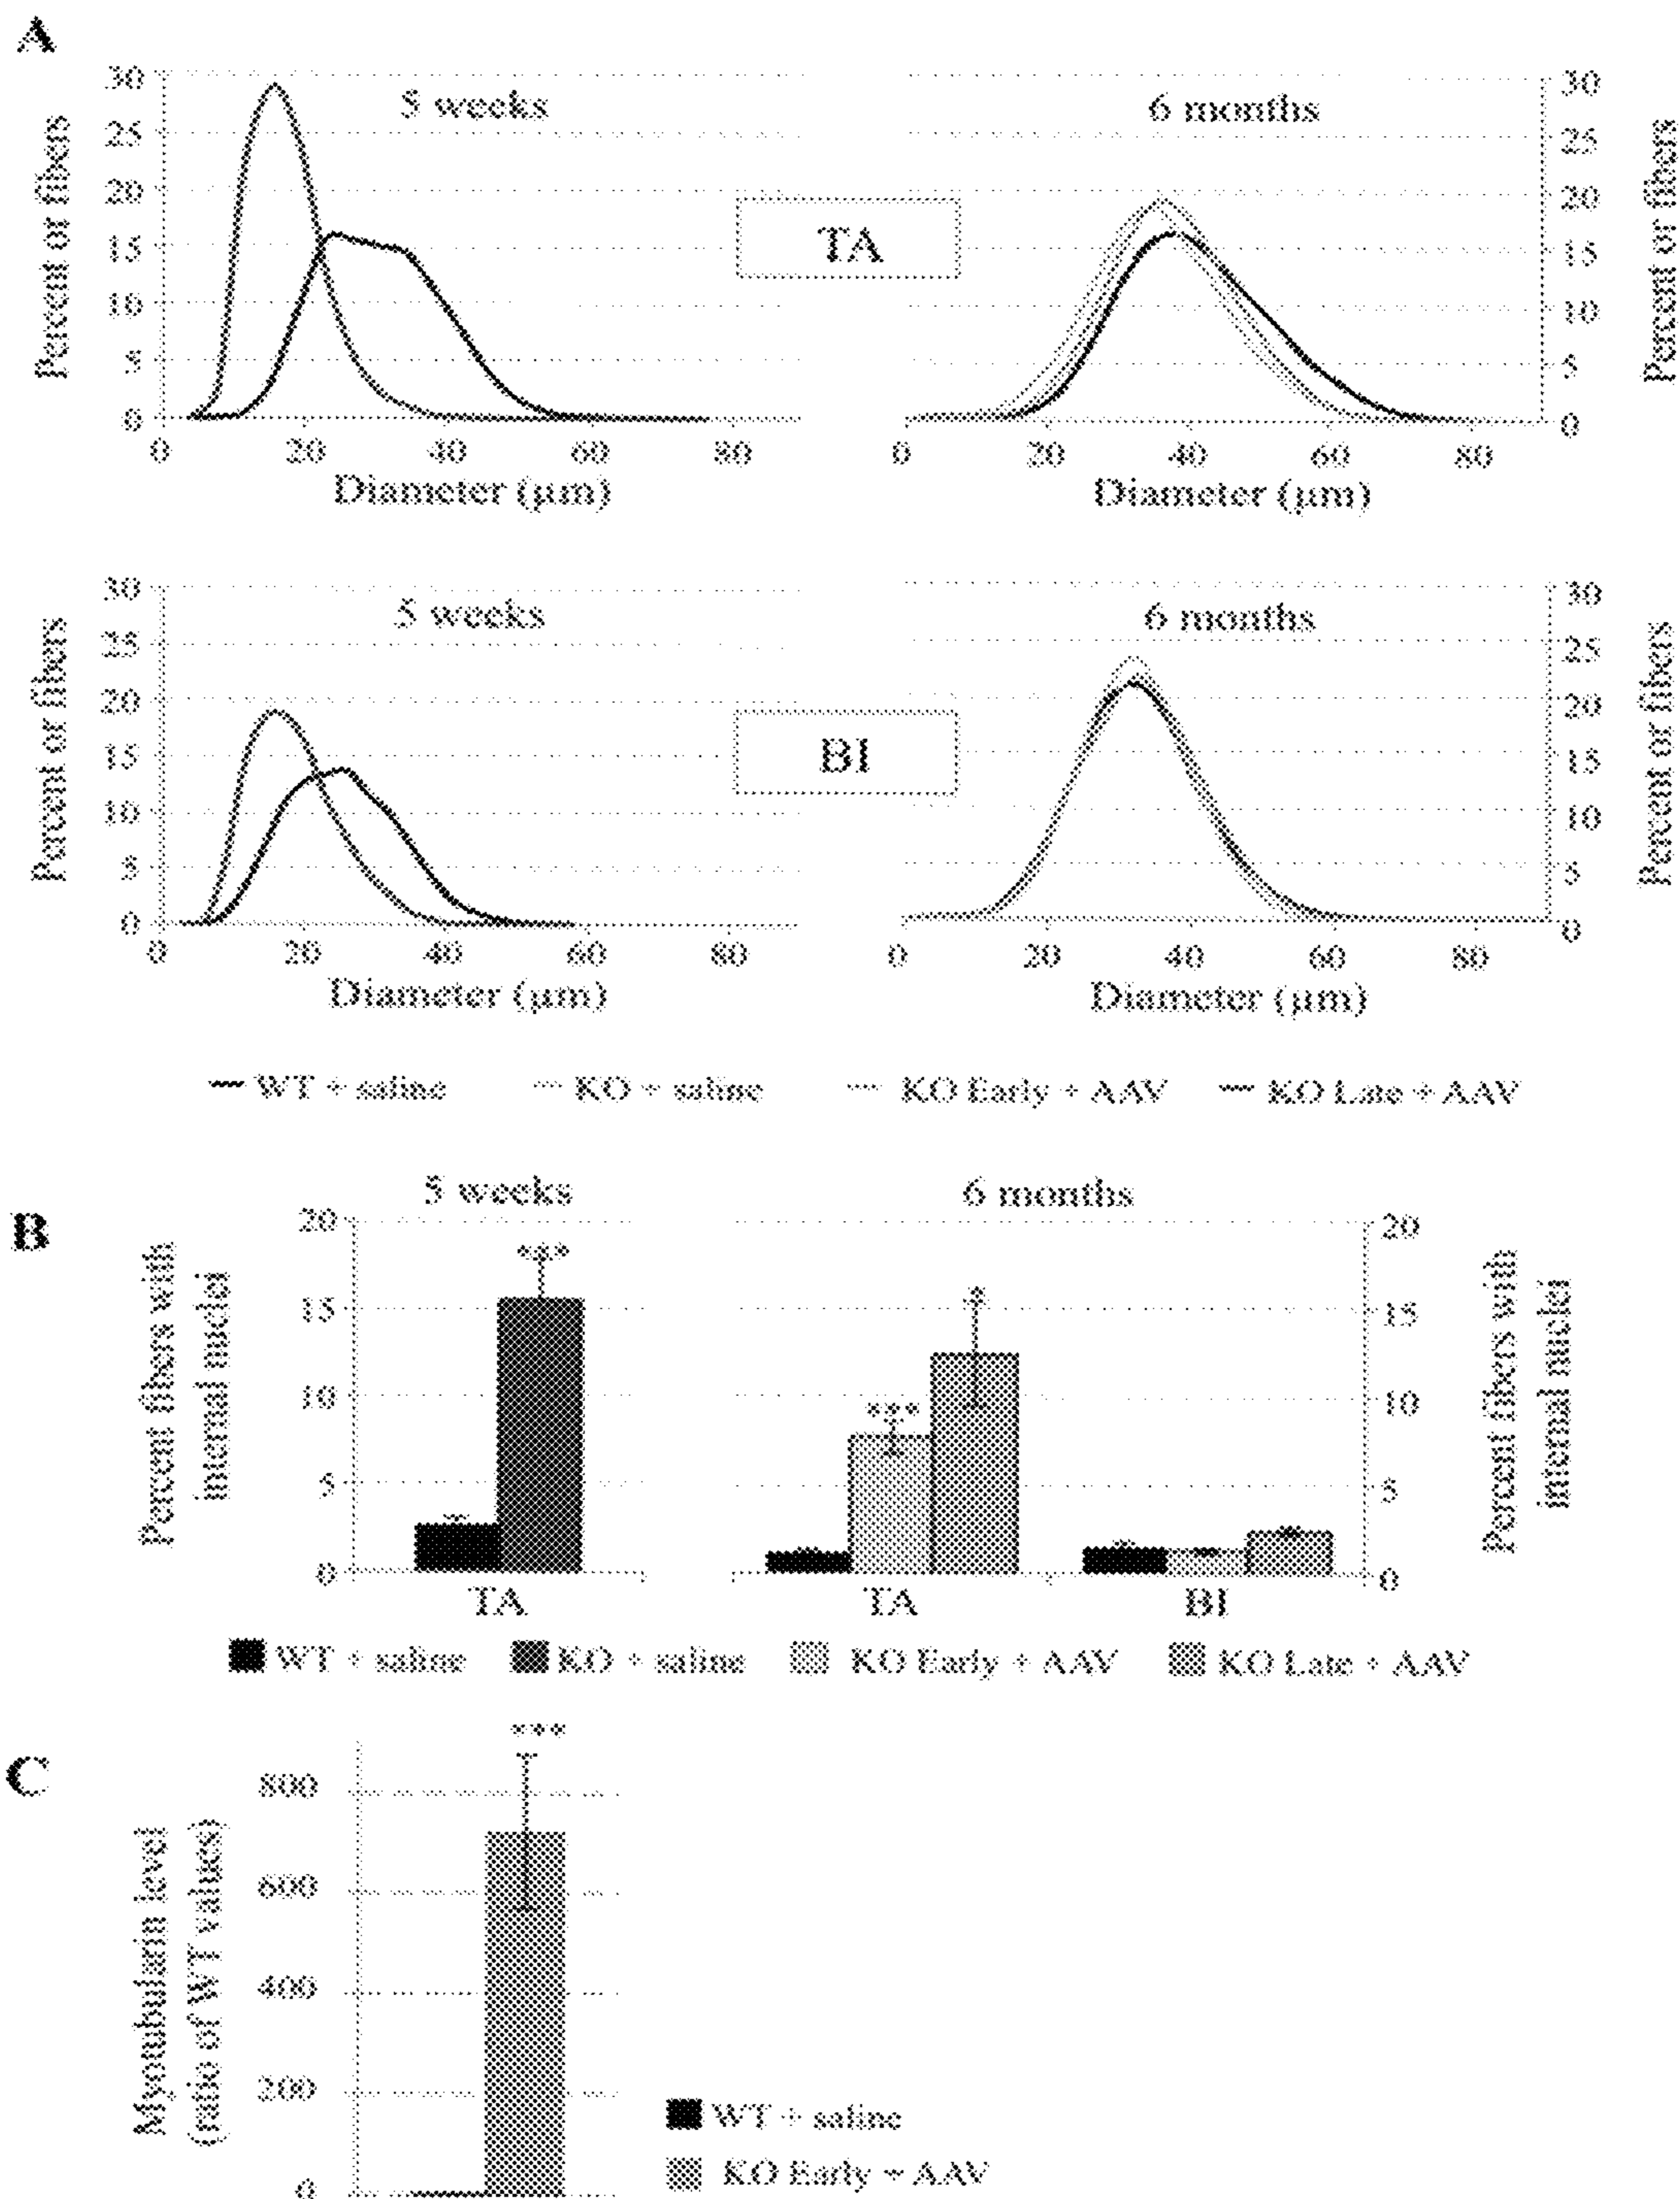 A
5 weeks
6 months
30
25
20
15
10
5
0
Percent or fibers
TA
30
25
20
15
10
5
0
Percent or fibers
0 20 40 60 80
Diameter (µm)
0 20 40 60 80
Diameter (µm)
5 weeks
6 months
30
25
20
15
10
5
0
Percent or fibers
BI
30
25
20
15
10
5
0
Percent or fibers
0 20 40 60 80
Diameter (µm)
0 20 40 60 80
Diameter (µm)
WT + saline KO + saline KO Early + AAV KO Late + AAV
B
5 weeks
6 months
Percent fibers with
internal nuclei
20
15
10
5
0
***
***
*
20
15
10
5
0
Percent fibers with
internal nuclei
TA TA BI
WT + saline KO + saline KO Early + AAV KO Late + AAV
C
***
Myotubularin level
(ratio of WT values)
800
600
400
200
0
WT + saline
KO Early + AAV